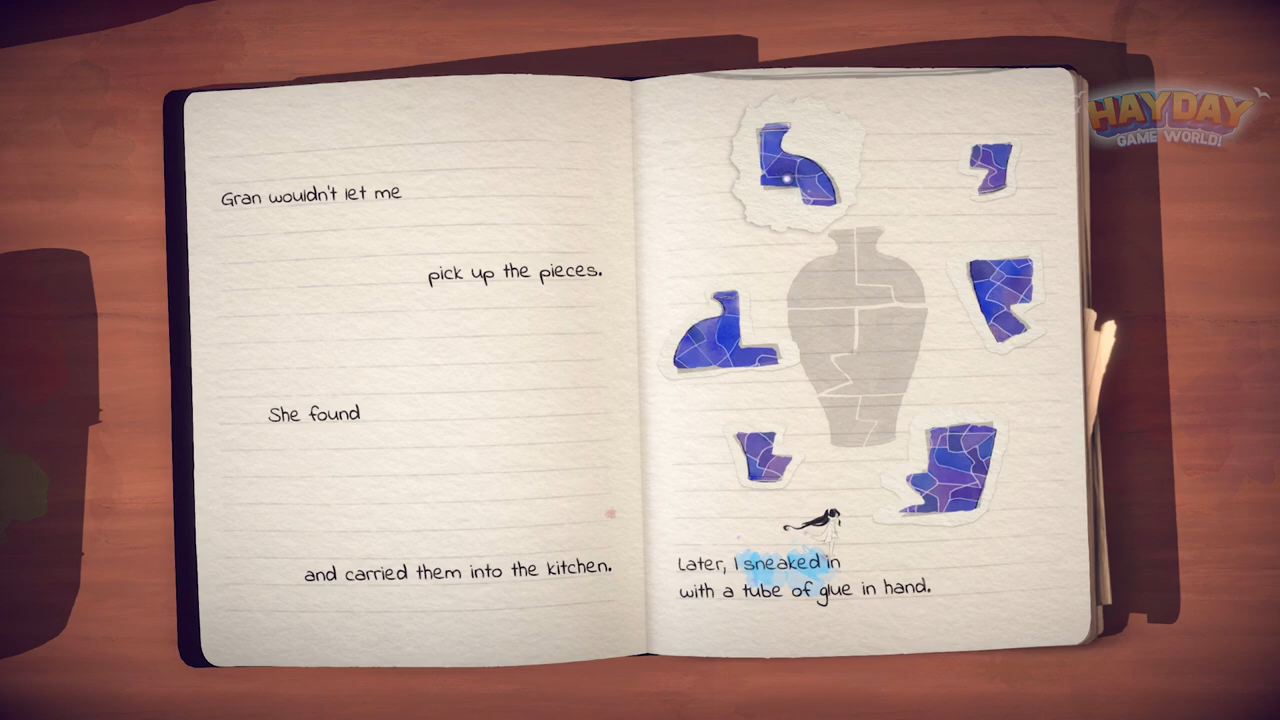 Gran wouldn't let me
pick up the pieces.
She found
and carried them into the kitchen.
Later, I sneaked in
with a tube of glue in hand.
HAYDAY
GAME WORLD!